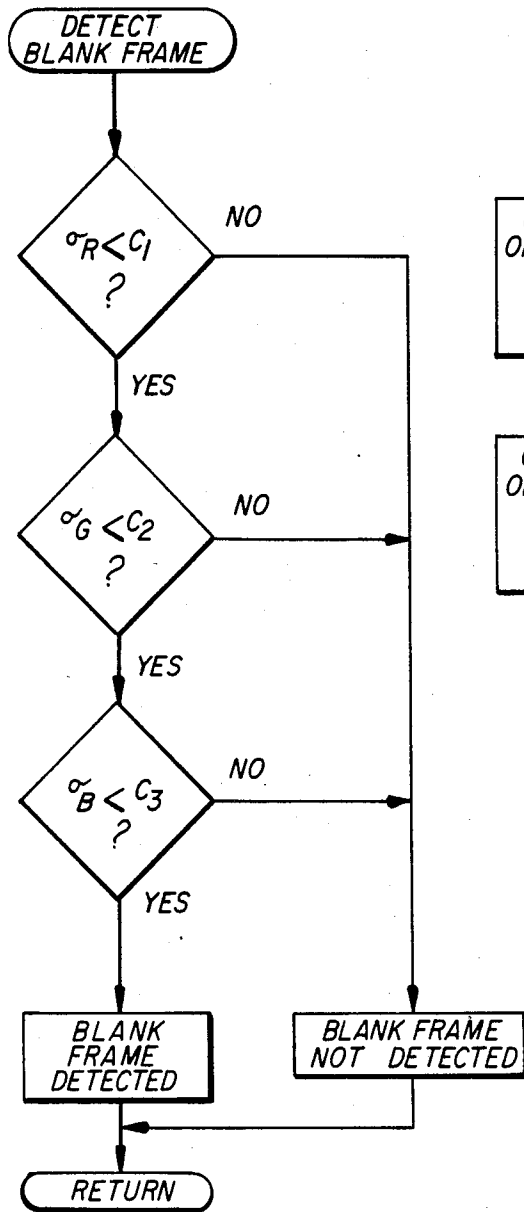 DETECT
BLANK FRAME
σR<C1
?
NO
YES
σG<C2
?
NO
YES
σB<C3
?
NO
YES
BLANK
FRAME
DETECTED
BLANK FRAME
NOT DETECTED
RETURN